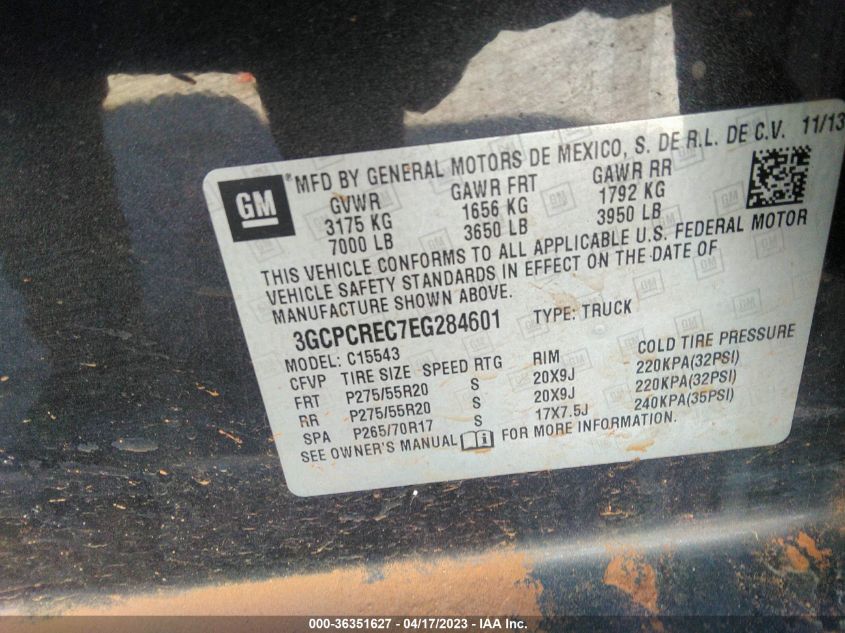 GM
MFD BY GENERAL MOTORS DE MEXICO, S. DE R.L. DE C.V. 11/13
GVWR GAWR FRT GAWR RR
3175 KG 1656 KG 1792 KG
7000 LB 3650 LB 3950 LB
THIS VEHICLE CONFORMS TO ALL APPLICABLE U.S. FEDERAL MOTOR
VEHICLE SAFETY STANDARDS IN EFFECT ON THE DATE OF
MANUFACTURE SHOWN ABOVE.
3GCPCREC7EG284601 TYPE: TRUCK
MODEL: C15543
CFVP TIRE SIZE SPEED RTG RIM COLD TIRE PRESSURE
FRT P275/55R20 S 20X9J 220KPA(32PSI)
RR P275/55R20 S 20X9J 220KPA(32PSI)
SPA P265/70R17 S 17X7.5J 240KPA(35PSI)
SEE OWNER'S MANUAL i FOR MORE INFORMATION.
000-36351627 - 04/17/2023 - IAA Inc.